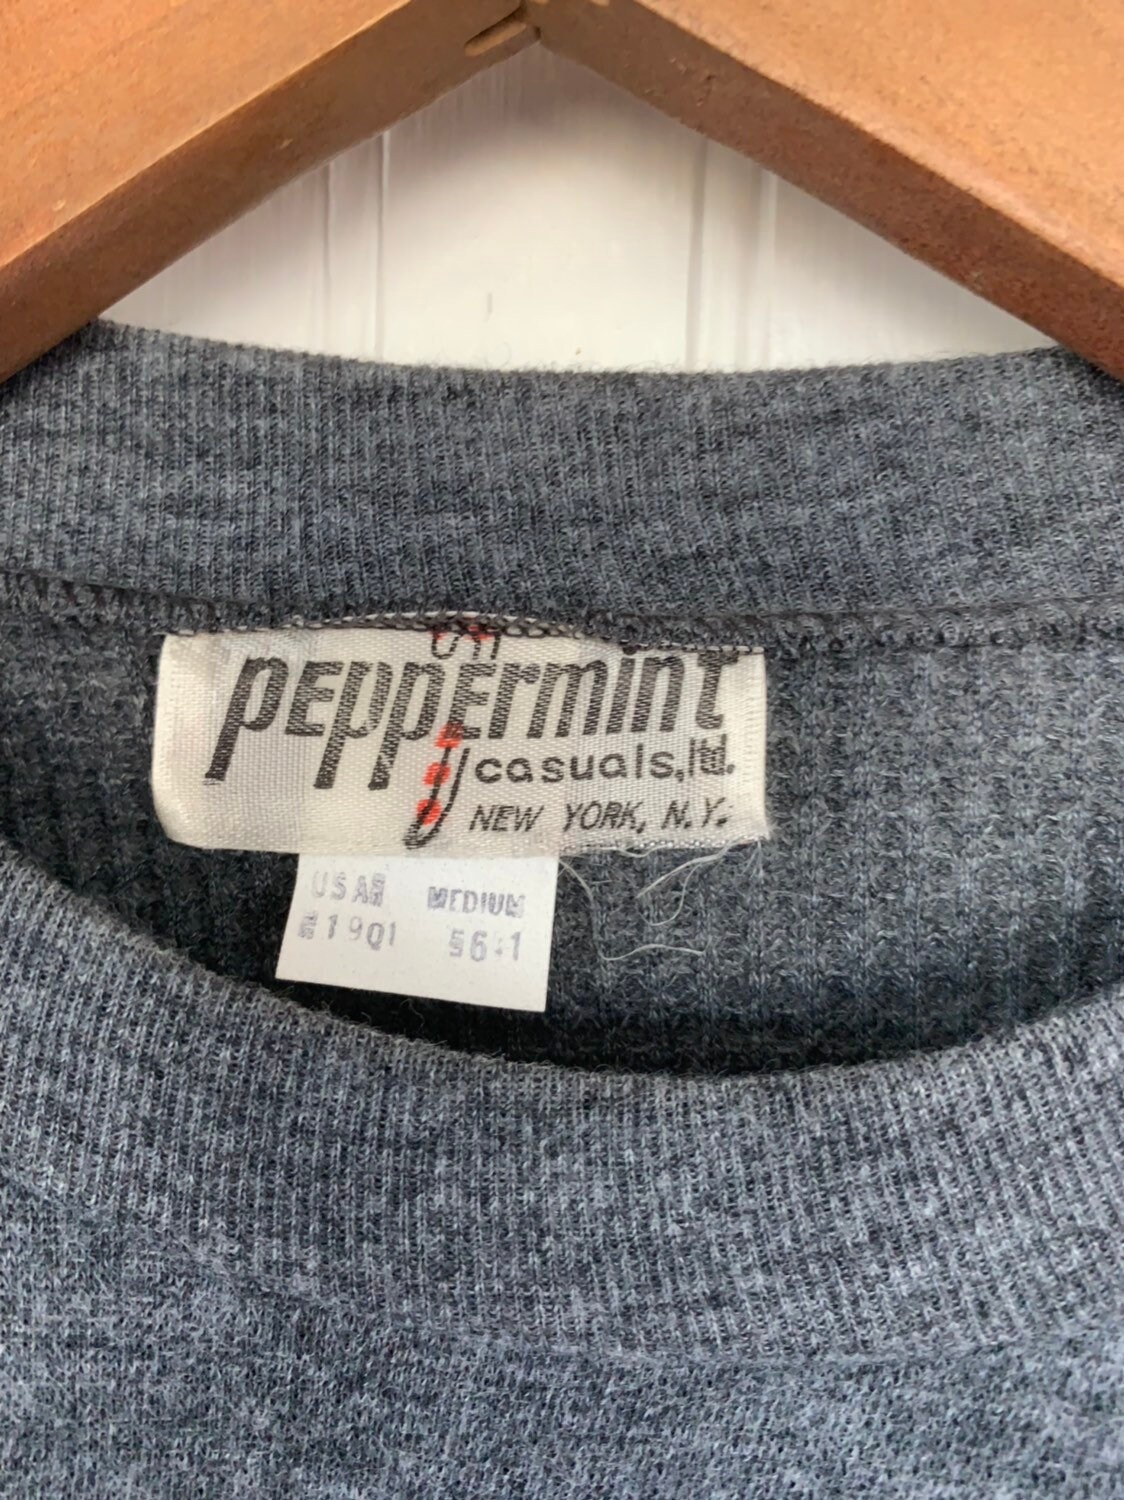 pEppErmint
casuals, ltd.
NEW YORK, N.Y.
USA MEDIUM